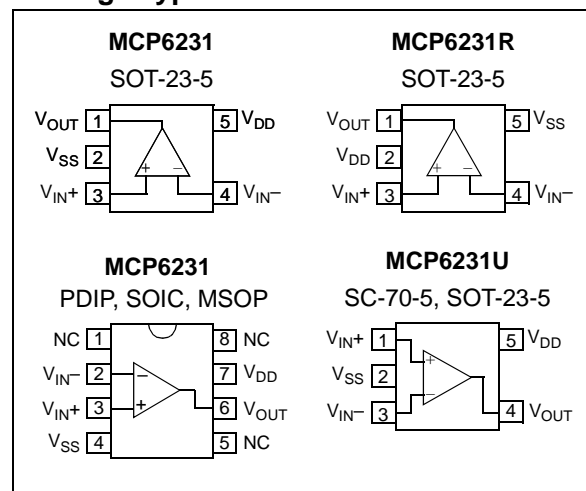 MCP6231
SOT-23-5
VOUT 1 5 VDD
VSS 2
VIN+ 3 4 VIN–
+ –
MCP6231R
SOT-23-5
VOUT 1 5 VSS
VDD 2
VIN+ 3 4 VIN–
+ –
MCP6231
PDIP, SOIC, MSOP
NC 1 8 NC
VIN– 2 – 7 VDD
VIN+ 3 + 6 VOUT
VSS 4 5 NC
MCP6231U
SC-70-5, SOT-23-5
VIN+ 1 + 5 VDD
VSS 2
VIN– 3 – 4 VOUT